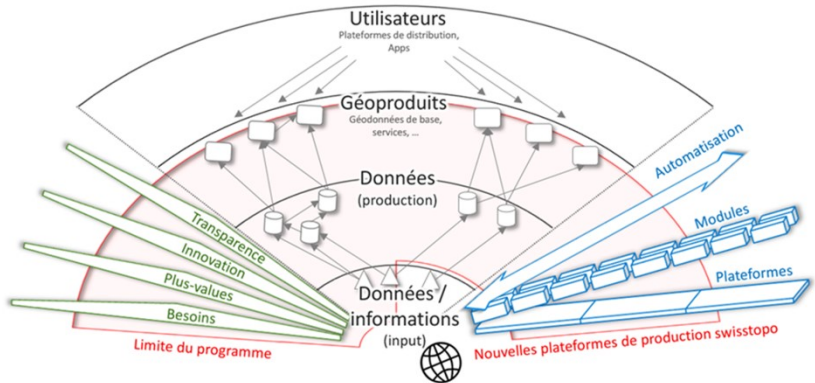 Utilisateurs
Plateformes de distribution,
Apps
Géoproduits
Géodonnées de base,
services, ...
Données
(production)
Données /
informations
(input)
Transparence
Innovation
Plus-values
Besoins
Limite du programme
Automatisation
Modules
Plateformes
Nouvelles plateformes de production swisstopo